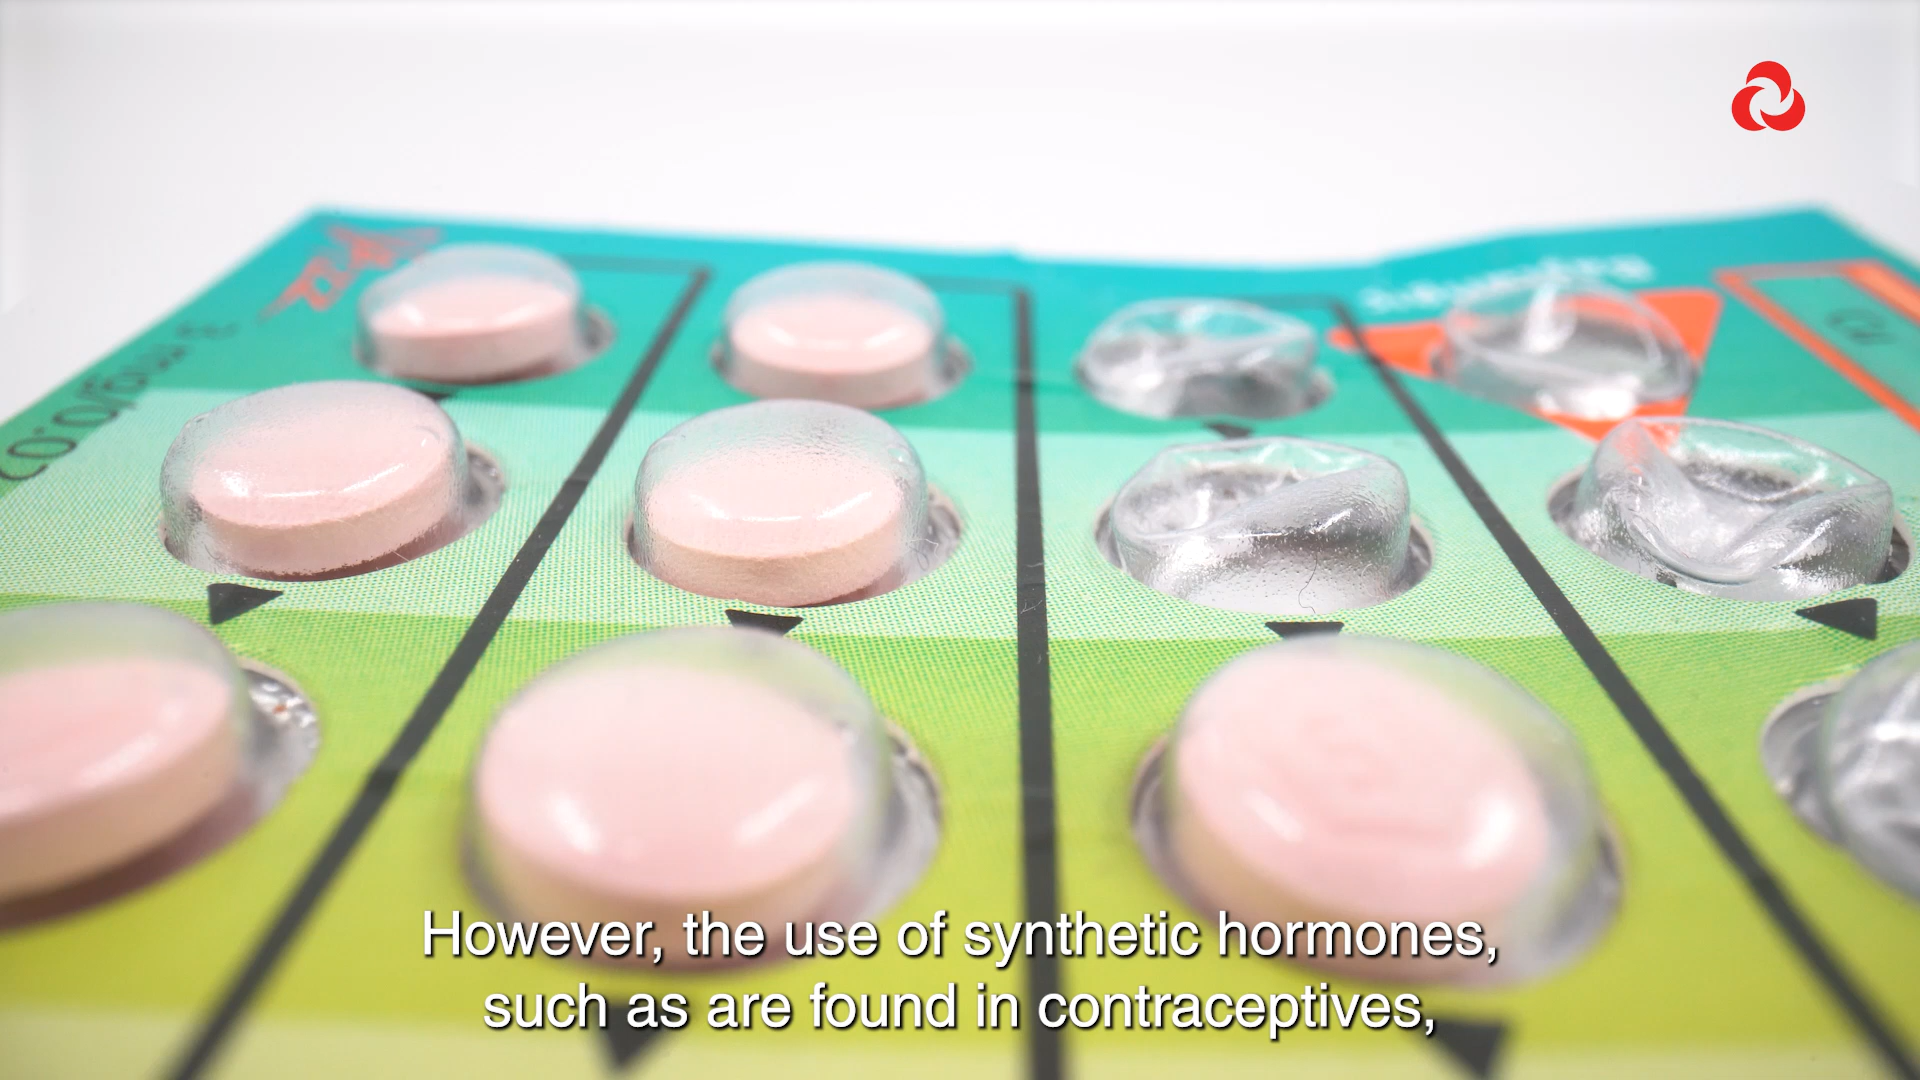 However, the use of synthetic hormones,
such as are found in contraceptives,